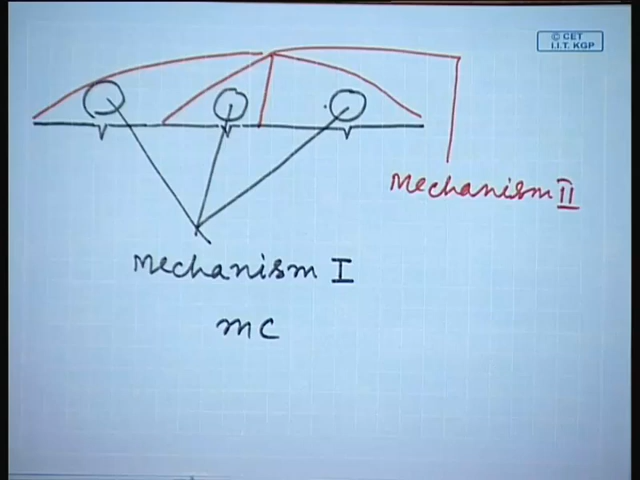 © CET
I.I.T. KGP
Mechanism II
Mechanism I
mc